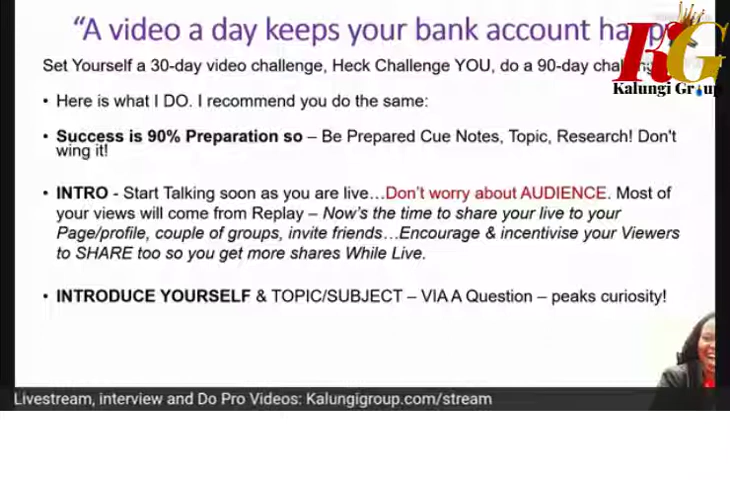 “A video a day keeps your bank account happ
Set Yourself a 30-day video challenge, Heck Challenge YOU, do a 90-day chal
KG
Kalungi Group
• Here is what I DO. I recommend you do the same:
• Success is 90% Preparation so – Be Prepared Cue Notes, Topic, Research! Don't
wing it!
• INTRO - Start Talking soon as you are live…Don’t worry about AUDIENCE. Most of
your views will come from Replay – Now's the time to share your live to your
Page/profile, couple of groups, invite friends…Encourage & incentivise your Viewers
to SHARE too so you get more shares While Live.
• INTRODUCE YOURSELF & TOPIC/SUBJECT – VIA A Question – peaks curiosity!
Livestream, interview and Do Pro Videos: Kalungigroup.com/stream